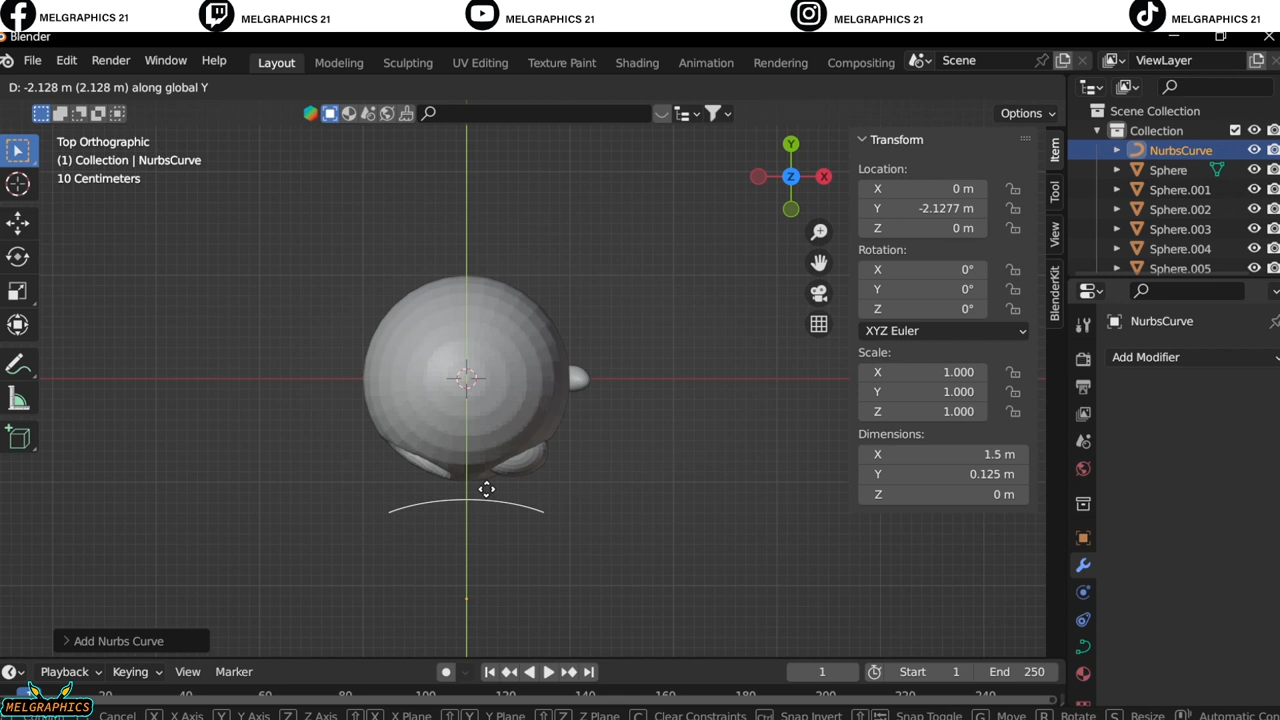 MELGRAPHICS 21
MELGRAPHICS 21
MELGRAPHICS 21
MELGRAPHICS 21
MELGRAPHICS 21
Blender
File Edit Render Window Help Layout Modeling Sculpting UV Editing Texture Paint Shading Animation Rendering Compositing Scene ViewLayer
D: -2.128 m (2.128 m) along global Y
Options
Top Orthographic
(1) Collection | NurbsCurve
10 Centimeters
Y
Z
X
Transform
Location:
X 0 m
Y -2.1277 m
Z 0 m
Rotation:
X 0°
Y 0°
Z 0°
XYZ Euler
Scale:
X 1.000
Y 1.000
Z 1.000
Dimensions:
X 1.5 m
Y 0.125 m
Z 0 m
Item
Tool
View
BlenderKit
Scene Collection
Collection
NurbsCurve
Sphere
Sphere.001
Sphere.002
Sphere.003
Sphere.004
Sphere.005
NurbsCurve
Add Modifier
Add Nurbs Curve
Playback Keying View Marker 1 Start 1 End 250
MELGRAPHICS
Cancel X X Axis Y Y Axis Z Z Axis X X Plane Y Y Plane Z Z Plane C Clear Constraints Snap Invert Snap Toggle G Move R Rotate S Resize Automatic Co